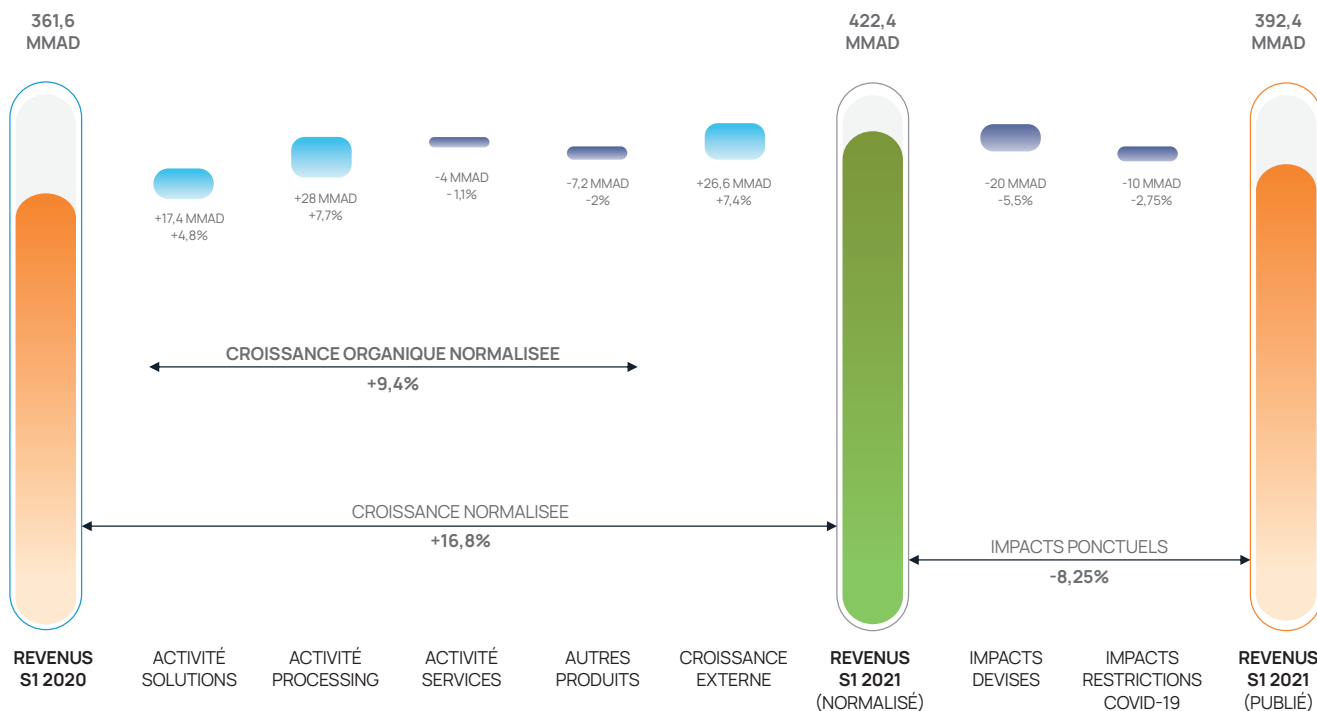 361,6
MMAD
422,4
MMAD
392,4
MMAD
+17,4 MMAD
+4,8%
+28 MMAD
+7,7%
-4 MMAD
- 1,1%
-7,2 MMAD
-2%
+26,6 MMAD
+7,4%
-20 MMAD
-5,5%
-10 MMAD
-2,75%
CROISSANCE ORGANIQUE NORMALISEE
+9,4%
CROISSANCE NORMALISEE
+16,8%
IMPACTS PONCTUELS
-8,25%
REVENUS
S1 2020
ACTIVITÉ
SOLUTIONS
ACTIVITÉ
PROCESSING
ACTIVITÉ
SERVICES
AUTRES
PRODUITS
CROISSANCE
EXTERNE
REVENUS
S1 2021
(NORMALISÉ)
IMPACTS
DEVISES
IMPACTS
RESTRICTIONS
COVID-19
REVENUS
S1 2021
(PUBLIÉ)